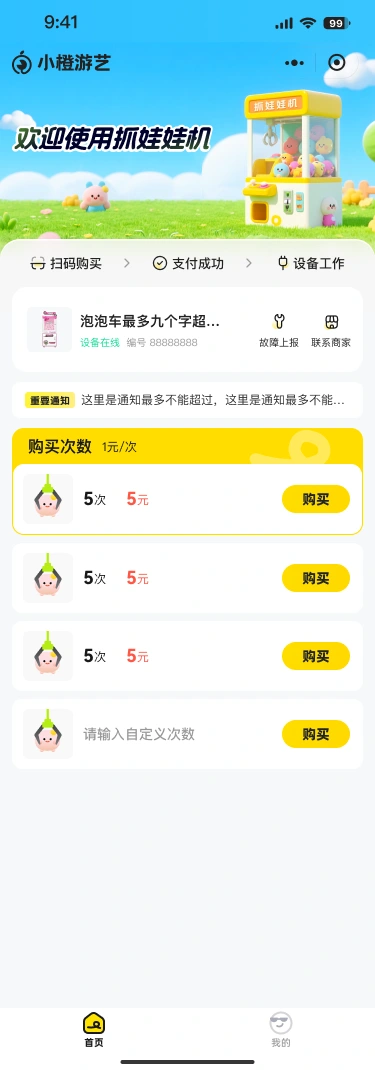 9:41
99
小橙游艺
抓娃娃机
欢迎使用抓娃娃机
扫码购买 支付成功 设备工作
泡泡车最多九个字超...
设备在线 编号 88888888
故障上报 联系商家
重要通知 这里是通知最多不能超过，这里是通知最多不能...
购买次数 1元/次
5次 5元 购买
5次 5元 购买
5次 5元 购买
请输入自定义次数 购买
首页 我的